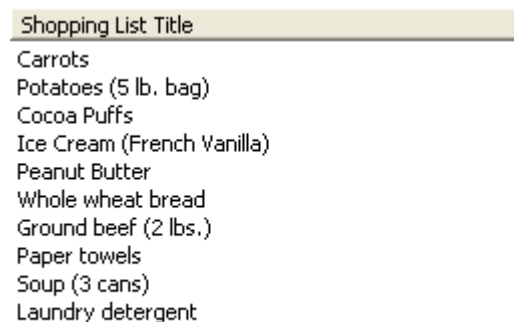 Shopping List Title
Carrots
Potatoes (5 lb. bag)
Cocoa Puffs
Ice Cream (French Vanilla)
Peanut Butter
Whole wheat bread
Ground beef (2 lbs.)
Paper towels
Soup (3 cans)
Laundry detergent